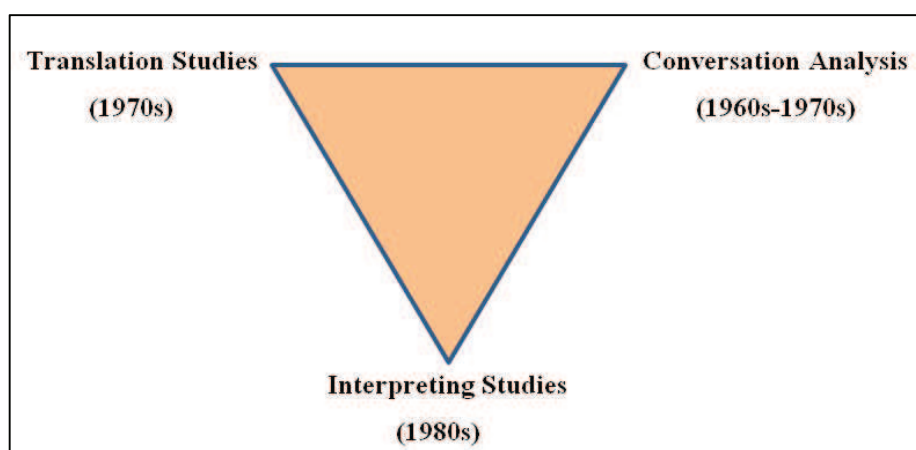 Translation Studies
(1970s)
Conversation Analysis
(1960s-1970s)
Interpreting Studies
(1980s)